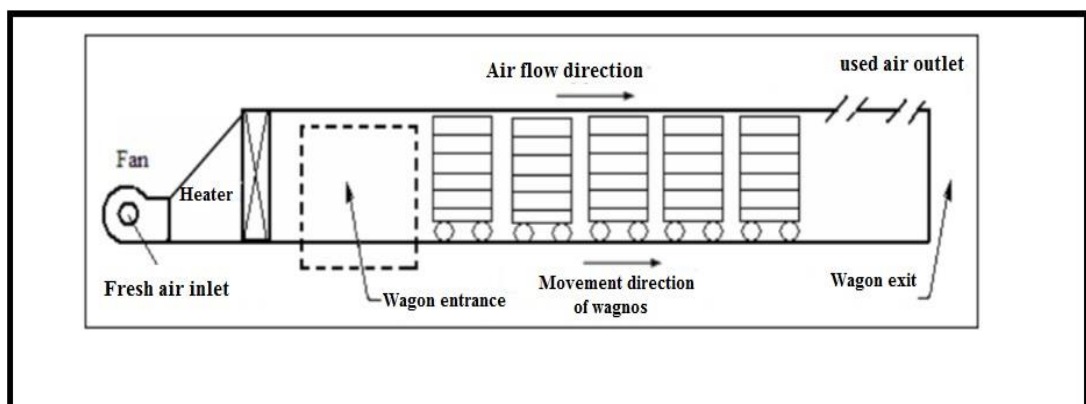 used air outlet
Air flow direction
Fan
Heater
Fresh air inlet
Wagon entrance
Movement direction
of wagnos
Wagon exit